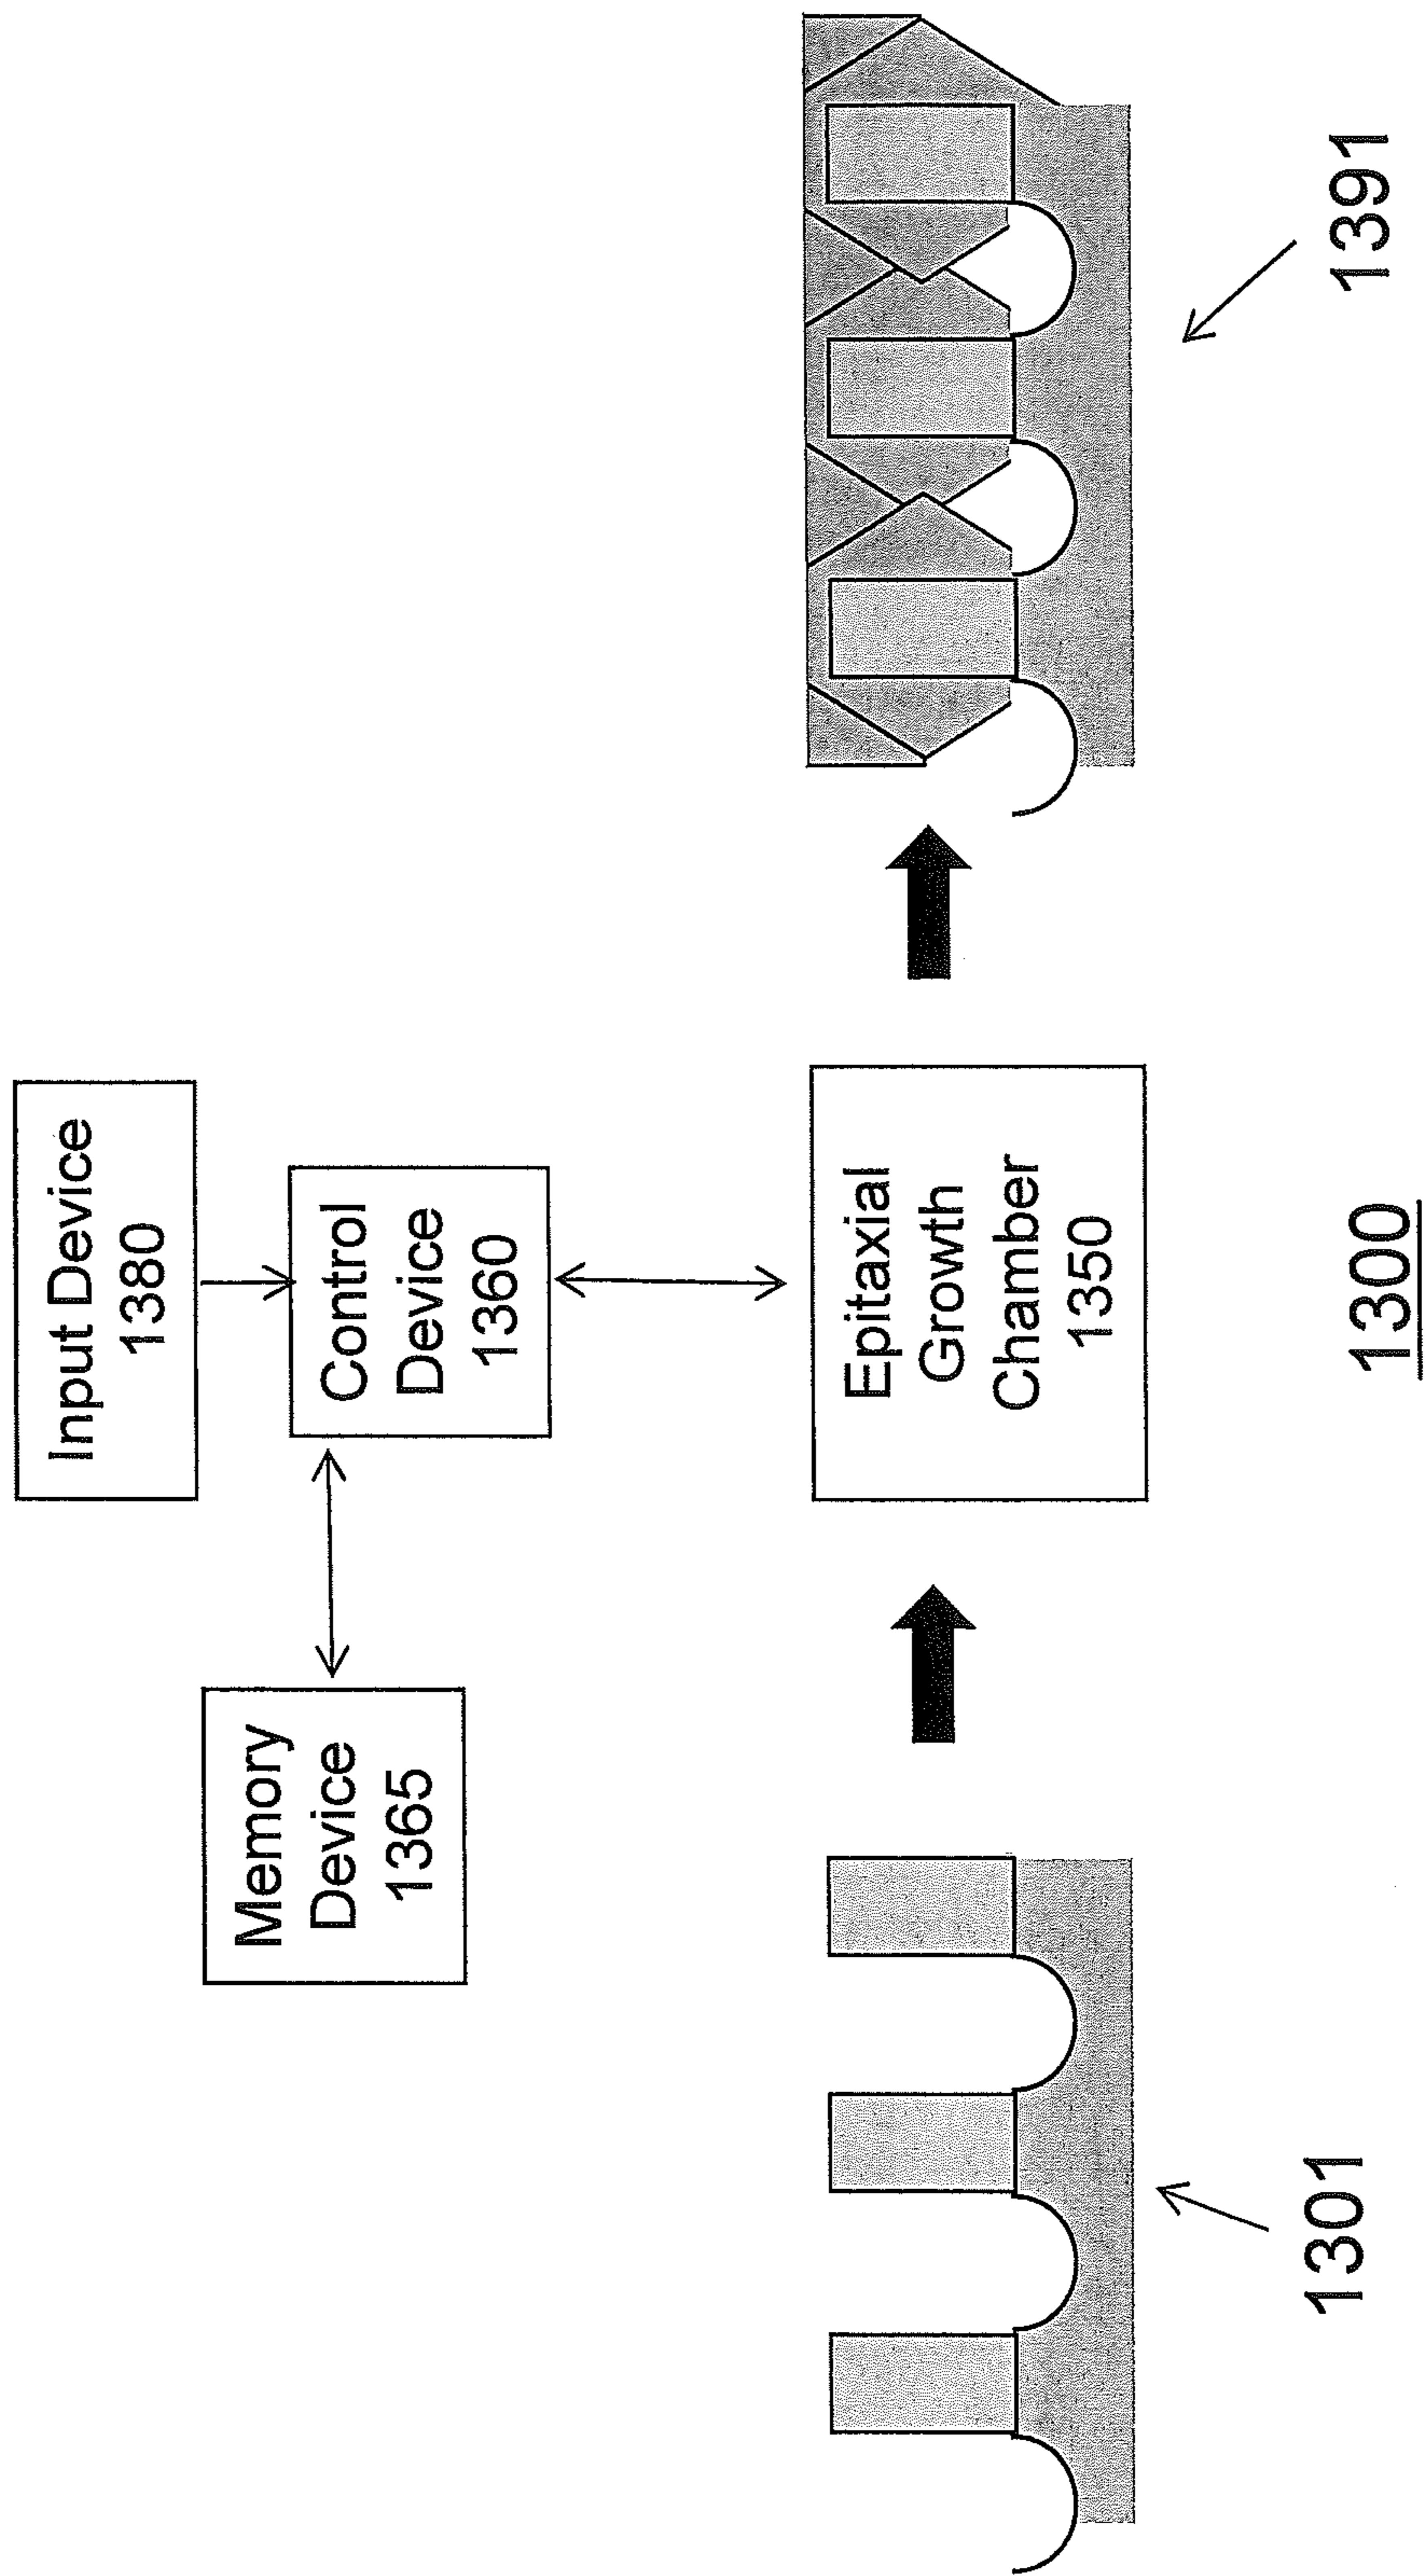 Input Device
1380
Memory
Device
1365
Control
Device
1360
Epitaxial
Growth
Chamber
1350
1301
1391
1300